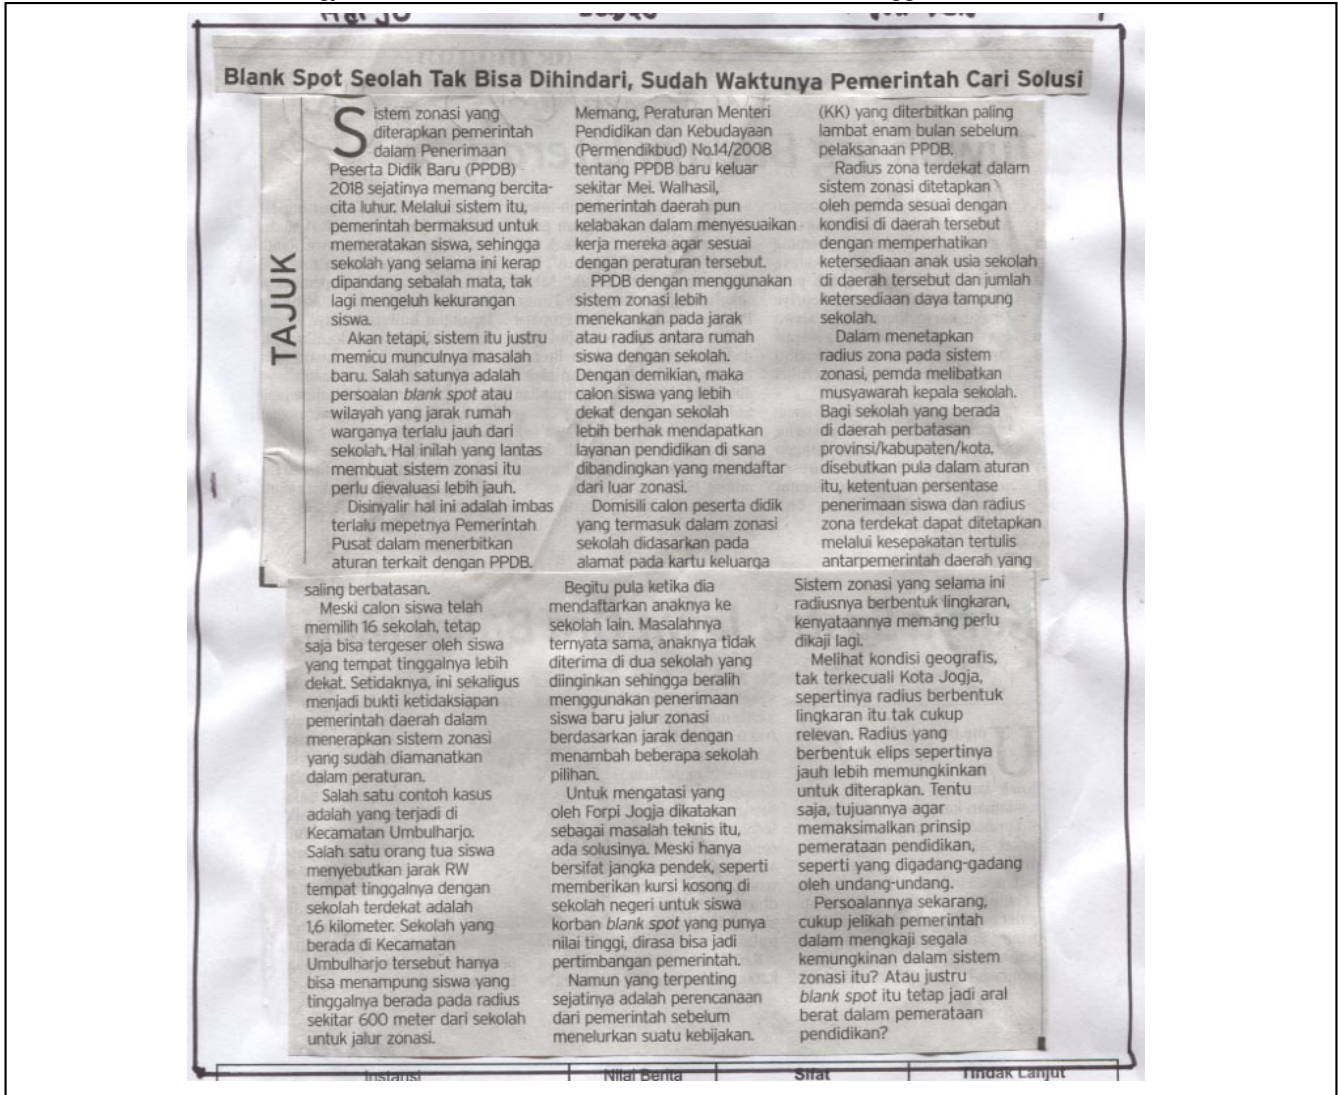 Blank Spot Seolah Tak Bisa Dihindari, Sudah Waktunya Pemerintah Cari Solusi
TAJUK
Sistem zonasi yang
diterapkan pemerintah
dalam Penerimaan
Peserta Didik Baru (PPDB)
2018 sejatinya memang bercita-
cita luhur. Melalui sistem itu,
pemerintah bermaksud untuk
memeratakan siswa, sehingga
sekolah yang selama ini kerap
dipandang sebalah mata, tak
lagi mengeluh kekurangan
siswa.
Akan tetapi, sistem itu justru
memicu munculnya masalah
baru. Salah satunya adalah
persoalan blank spot atau
wilayah yang jarak rumah
warganya terlalu jauh dari
sekolah. Hal inilah yang lantas
membuat sistem zonasi itu
perlu dievaluasi lebih jauh.
Disinyalir hal ini adalah imbas
terlalu mepetnya Pemerintah
Pusat dalam menerbitkan
aturan terkait dengan PPDB.
Memang, Peraturan Menteri
Pendidikan dan Kebudayaan
(Permendikbud) No.14/2008
tentang PPDB baru keluar
sekitar Mei. Walhasil,
pemerintah daerah pun
kelabakan dalam menyesuaikan
kerja mereka agar sesuai
dengan peraturan tersebut.
PPDB dengan menggunakan
sistem zonasi lebih
menekankan pada jarak
atau radius antara rumah
siswa dengan sekolah.
Dengan demikian, maka
calon siswa yang lebih
dekat dengan sekolah
lebih berhak mendapatkan
layanan pendidikan di sana
dibandingkan yang mendaftar
dari luar zonasi.
Domisili calon peserta didik
yang termasuk dalam zonasi
sekolah didasarkan pada
alamat pada kartu keluarga
(KK) yang diterbitkan paling
lambat enam bulan sebelum
pelaksanaan PPDB.
Radius zona terdekat dalam
sistem zonasi ditetapkan
oleh pemda sesuai dengan
kondisi di daerah tersebut
dengan memperhatikan
ketersediaan anak usia sekolah
di daerah tersebut dan jumlah
ketersediaan daya tampung
sekolah.
Dalam menetapkan
radius zona pada sistem
zonasi, pemda melibatkan
musyawarah kepala sekolah.
Bagi sekolah yang berada
di daerah perbatasan
provinsi/kabupaten/kota,
disebutkan pula dalam aturan
itu, ketentuan persentase
penerimaan siswa dan radius
zona terdekat dapat ditetapkan
melalui kesepakatan tertulis
antarpemerintah daerah yang
saling berbatasan.
Meski calon siswa telah
memilih 16 sekolah, tetap
saja bisa tergeser oleh siswa
yang tempat tinggalnya lebih
dekat. Setidaknya, ini sekaligus
menjadi bukti ketidaksiapan
pemerintah daerah dalam
menerapkan sistem zonasi
yang sudah diamanatkan
dalam peraturan.
Salah satu contoh kasus
adalah yang terjadi di
Kecamatan Umbulharjo.
Salah satu orang tua siswa
menyebutkan jarak RW
tempat tinggalnya dengan
sekolah terdekat adalah
1,6 kilometer. Sekolah yang
berada di Kecamatan
Umbulharjo tersebut hanya
bisa menampung siswa yang
tinggalnya berada pada radius
sekitar 600 meter dari sekolah
untuk jalur zonasi.
Begitu pula ketika dia
mendaftarkan anaknya ke
sekolah lain. Masalahnya
ternyata sama, anaknya tidak
diterima di dua sekolah yang
diinginkan sehingga beralih
menggunakan penerimaan
siswa baru jalur zonasi
berdasarkan jarak dengan
menambah beberapa sekolah
pilihan.
Untuk mengatasi yang
oleh Forpi Jogja dikatakan
sebagai masalah teknis itu,
ada solusinya. Meski hanya
bersifat jangka pendek, seperti
memberikan kursi kosong di
sekolah negeri untuk siswa
korban blank spot yang punya
nilai tinggi, dirasa bisa jadi
pertimbangan pemerintah.
Namun yang terpenting
sejatinya adalah perencanaan
dari pemerintah sebelum
menelurkan suatu kebijakan.
Sistem zonasi yang selama ini
radiusnya berbentuk lingkaran,
kenyataannya memang perlu
dikaji lagi.
Melihat kondisi geografis,
tak terkecuali Kota Jogja,
sepertinya radius berbentuk
lingkaran itu tak cukup
relevan. Radius yang
berbentuk elips sepertinya
jauh lebih memungkinkan
untuk diterapkan. Tentu
saja, tujuannya agar
memaksimalkan prinsip
pemerataan pendidikan,
seperti yang digadang-gadang
oleh undang-undang.
Persoalannya sekarang,
cukup jelikah pemerintah
dalam mengkaji segala
kemungkinan dalam sistem
zonasi itu? Atau justru
blank spot itu tetap jadi aral
berat dalam pemerataan
pendidikan?
Instansi Nilai Berita Sifat Tindak Lanjut